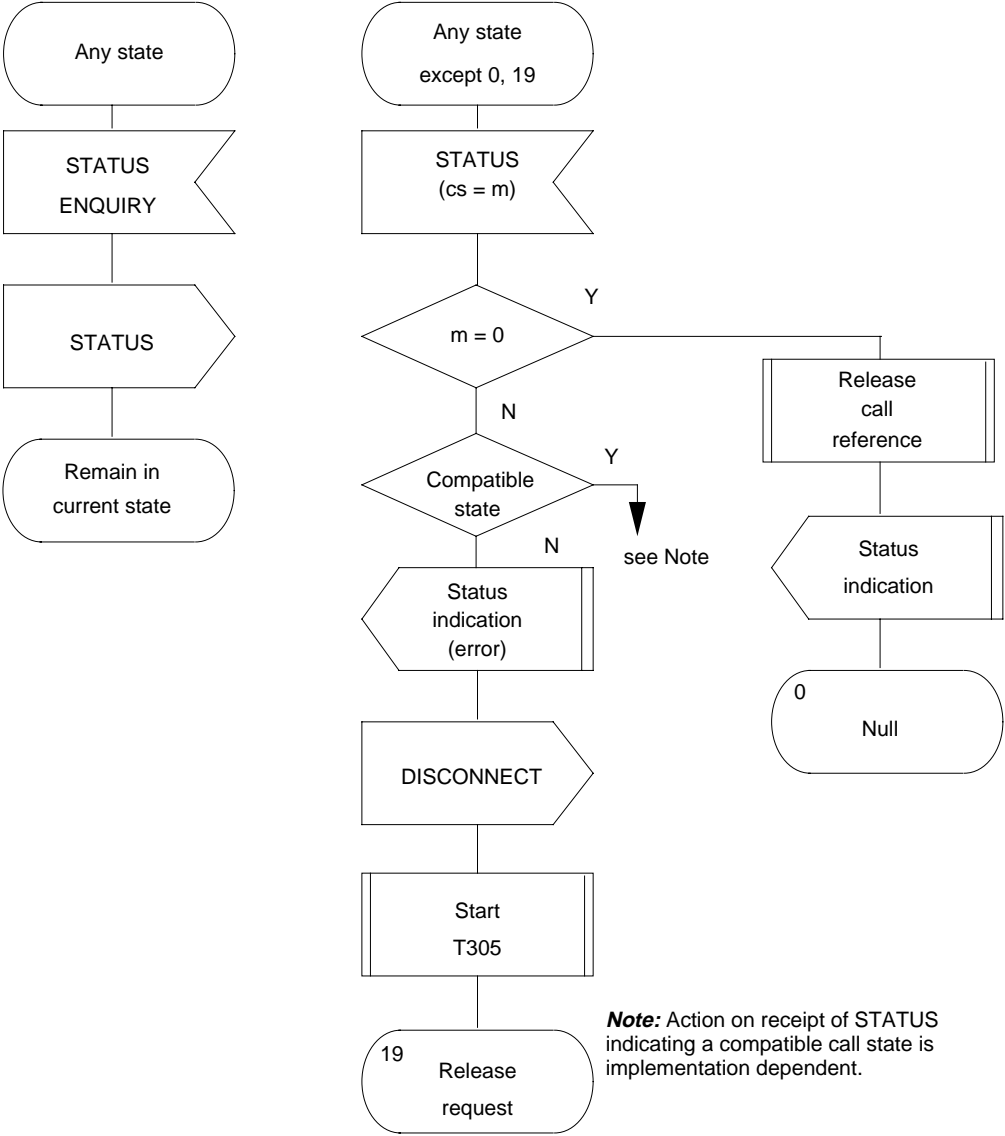 Any state
STATUS
ENQUIRY
STATUS
Remain in
current state
Any state
except 0, 19
STATUS
(cs = m)
m = 0
Y
N
Compatible
state
Y
see Note
N
Status
indication
(error)
DISCONNECT
Start
T305
19
Release
request
Release
call
reference
Status
indication
0
Null
Note: Action on receipt of STATUS
indicating a compatible call state is
implementation dependent.